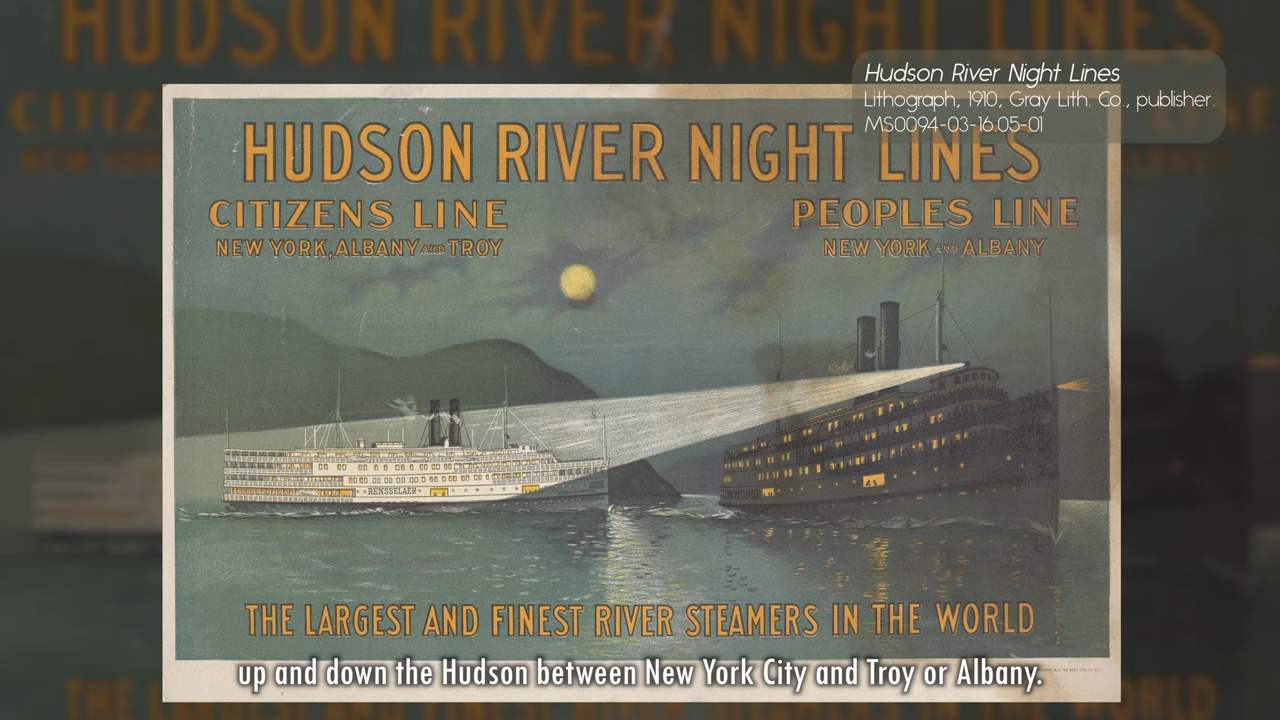 Hudson River Night Lines
Lithograph, 1910, Gray Lith. Co., publisher.
MS0094-03-16.05-01
HUDSON RIVER NIGHT LINES
CITIZENS LINE
NEW YORK, ALBANY AND TROY
PEOPLES LINE
NEW YORK AND ALBANY
RENSSELAER
C.W. MORSE
THE LARGEST AND FINEST RIVER STEAMERS IN THE WORLD
up and down the Hudson between New York City and Troy or Albany.